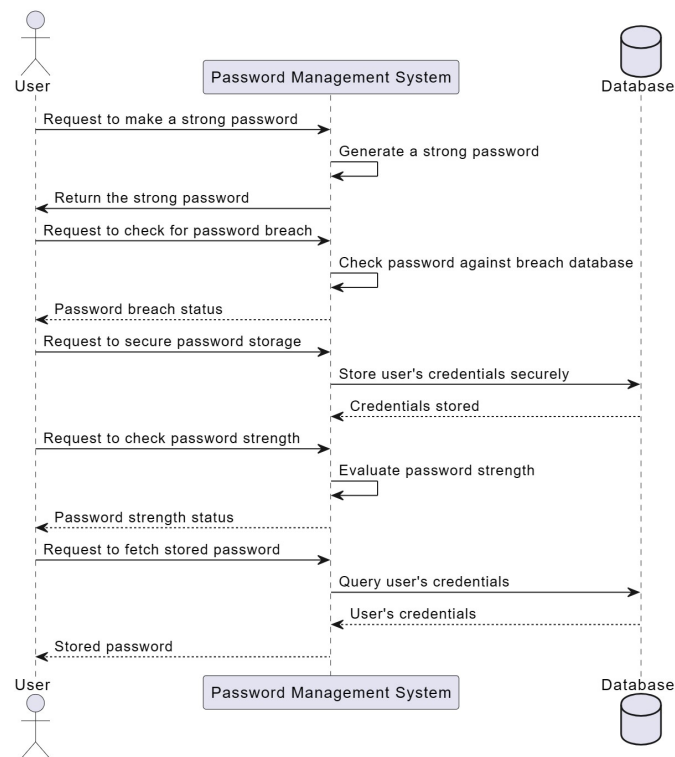 User
Password Management System
Database
Request to make a strong password
Generate a strong password
Return the strong password
Request to check for password breach
Check password against breach database
Password breach status
Request to secure password storage
Store user's credentials securely
Credentials stored
Request to check password strength
Evaluate password strength
Password strength status
Request to fetch stored password
Query user's credentials
User's credentials
Stored password
User
Password Management System
Database